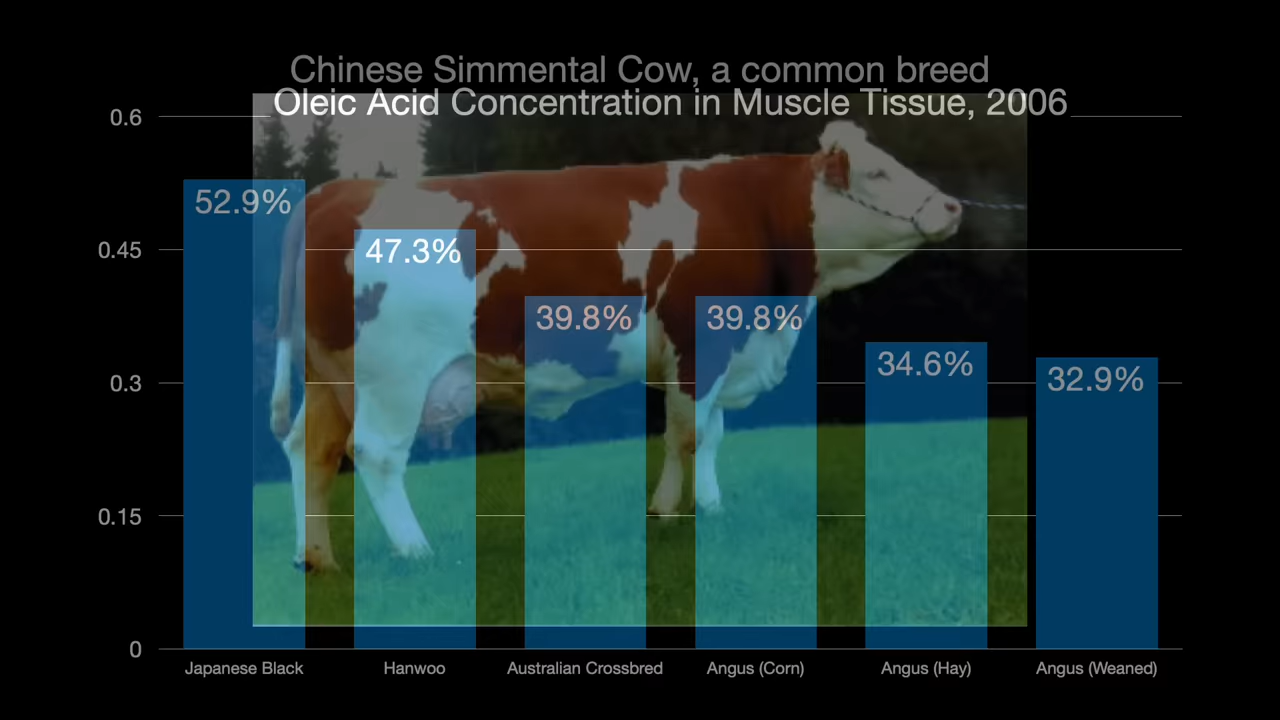 Chinese Simmental Cow, a common breed
Oleic Acid Concentration in Muscle Tissue, 2006
0.6
52.9%
0.45
47.3%
39.8%
39.8%
34.6%
0.3
32.9%
0.15
0
Japanese Black
Hanwoo
Australian Crossbred
Angus (Corn)
Angus (Hay)
Angus (Weaned)